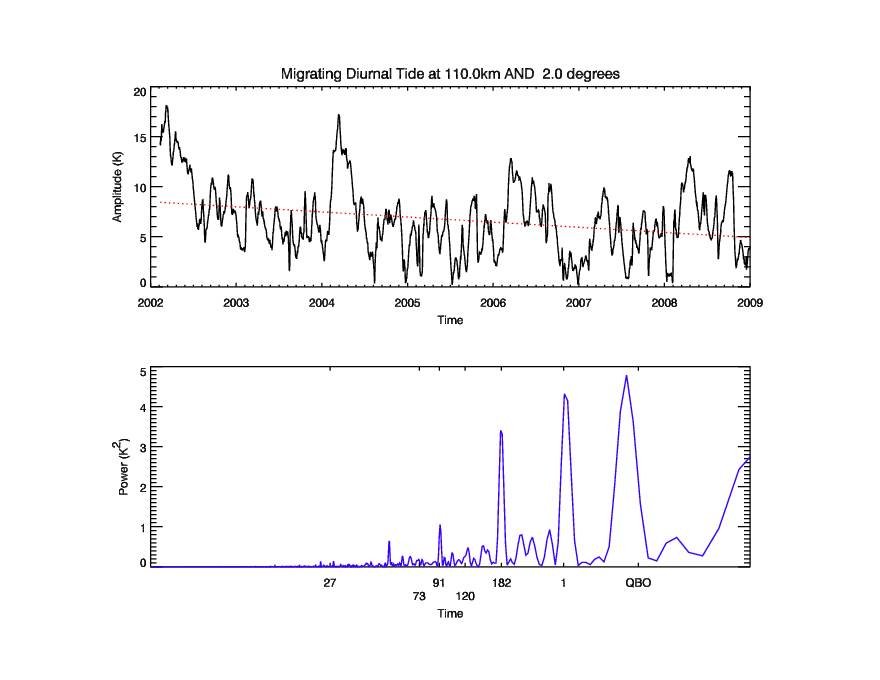 Migrating Diurnal Tide at 110.0km AND 2.0 degrees
20
15
10
5
0
Amplitude (K)
2002 2003 2004 2005 2006 2007 2008 2009
Time
5
4
3
2
1
0
Power (K²)
27 91 182 1 QBO
73 120
Time